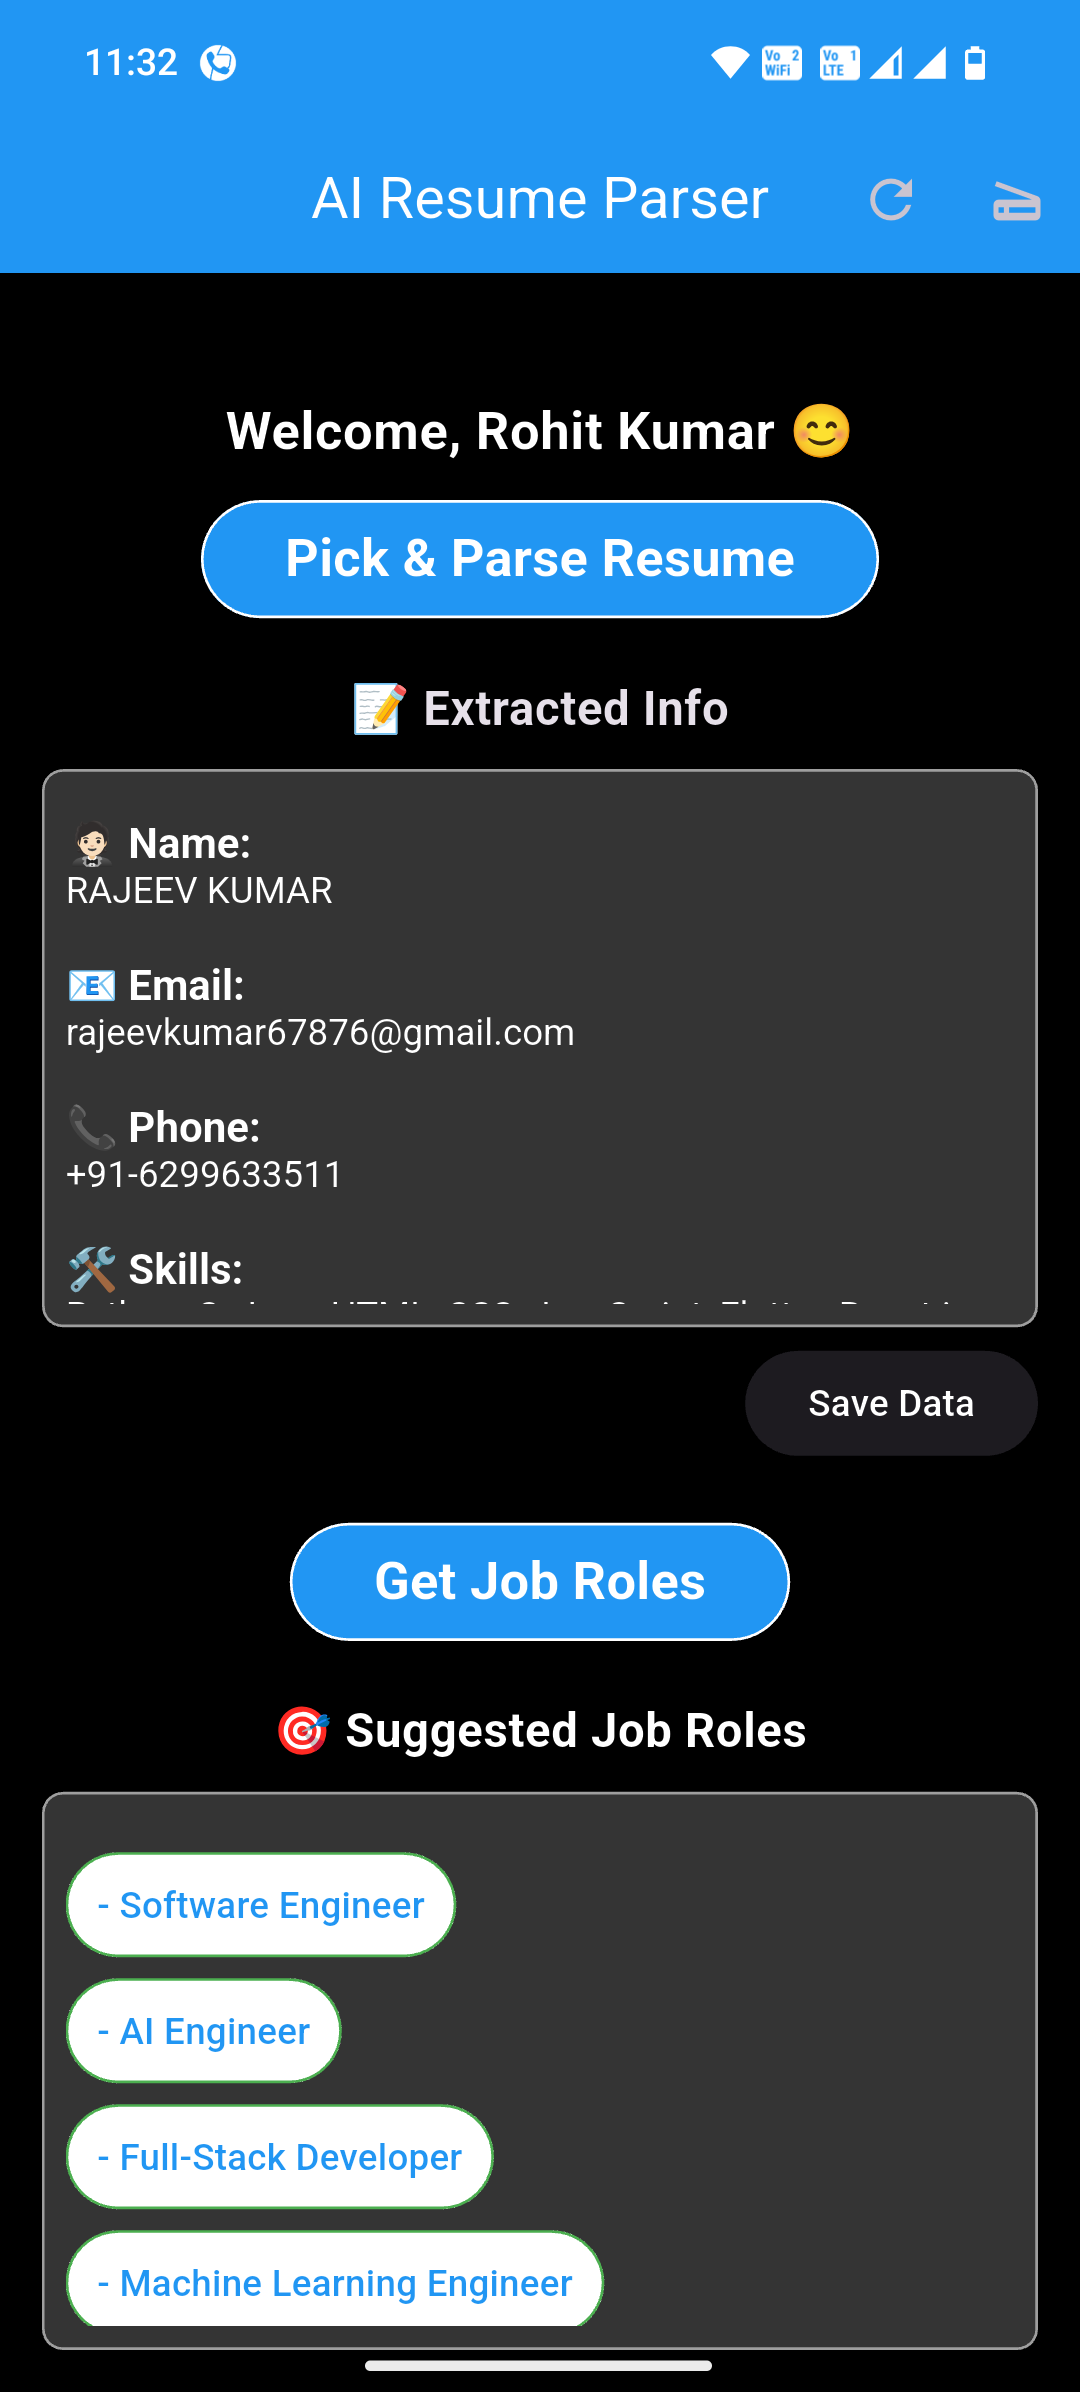 11:32
Vo 2
WiFi
Vo 1
LTE
AI Resume Parser
Welcome, Rohit Kumar 😊
Pick & Parse Resume
📝 Extracted Info
🤵🏻 Name:
RAJEEV KUMAR
📧 Email:
rajeevkumar67876@gmail.com
📞 Phone:
+91-6299633511
🛠️ Skills:
Save Data
Get Job Roles
🎯 Suggested Job Roles
- Software Engineer
- AI Engineer
- Full-Stack Developer
- Machine Learning Engineer